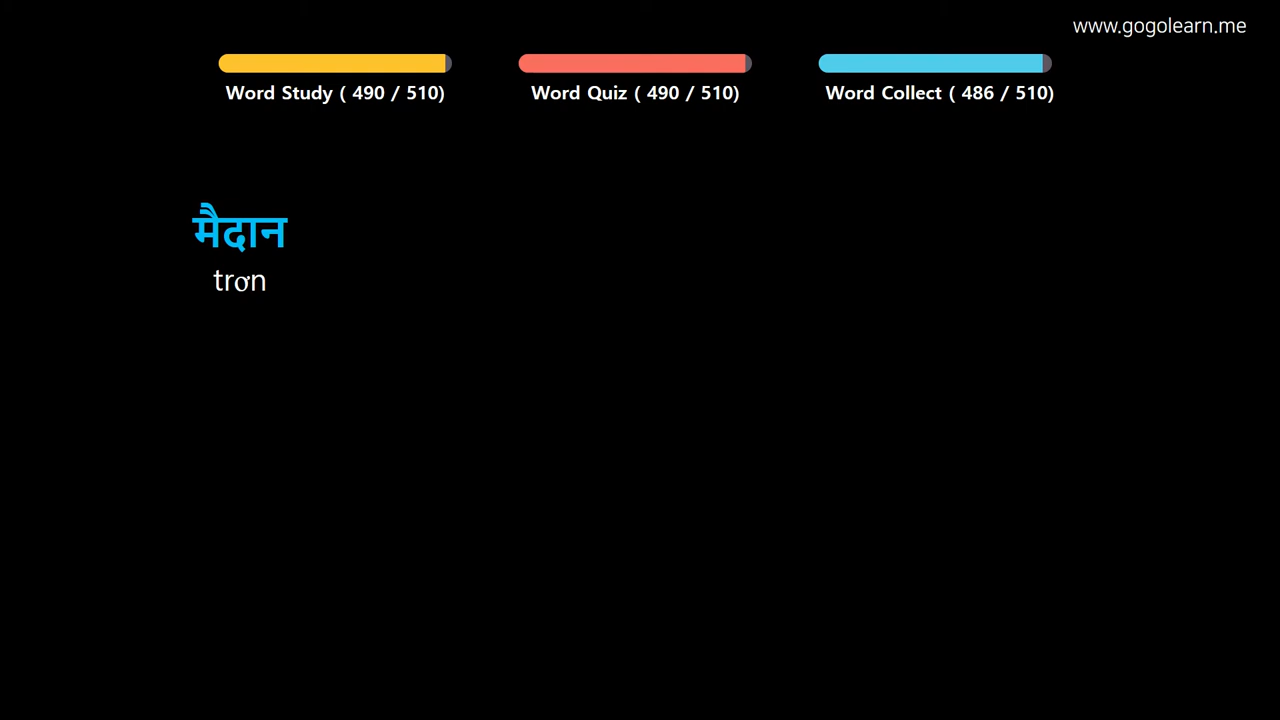 www.gogolearn.me
Word Study ( 490 / 510)
Word Quiz ( 490 / 510)
Word Collect ( 486 / 510)
मैदान
trơn